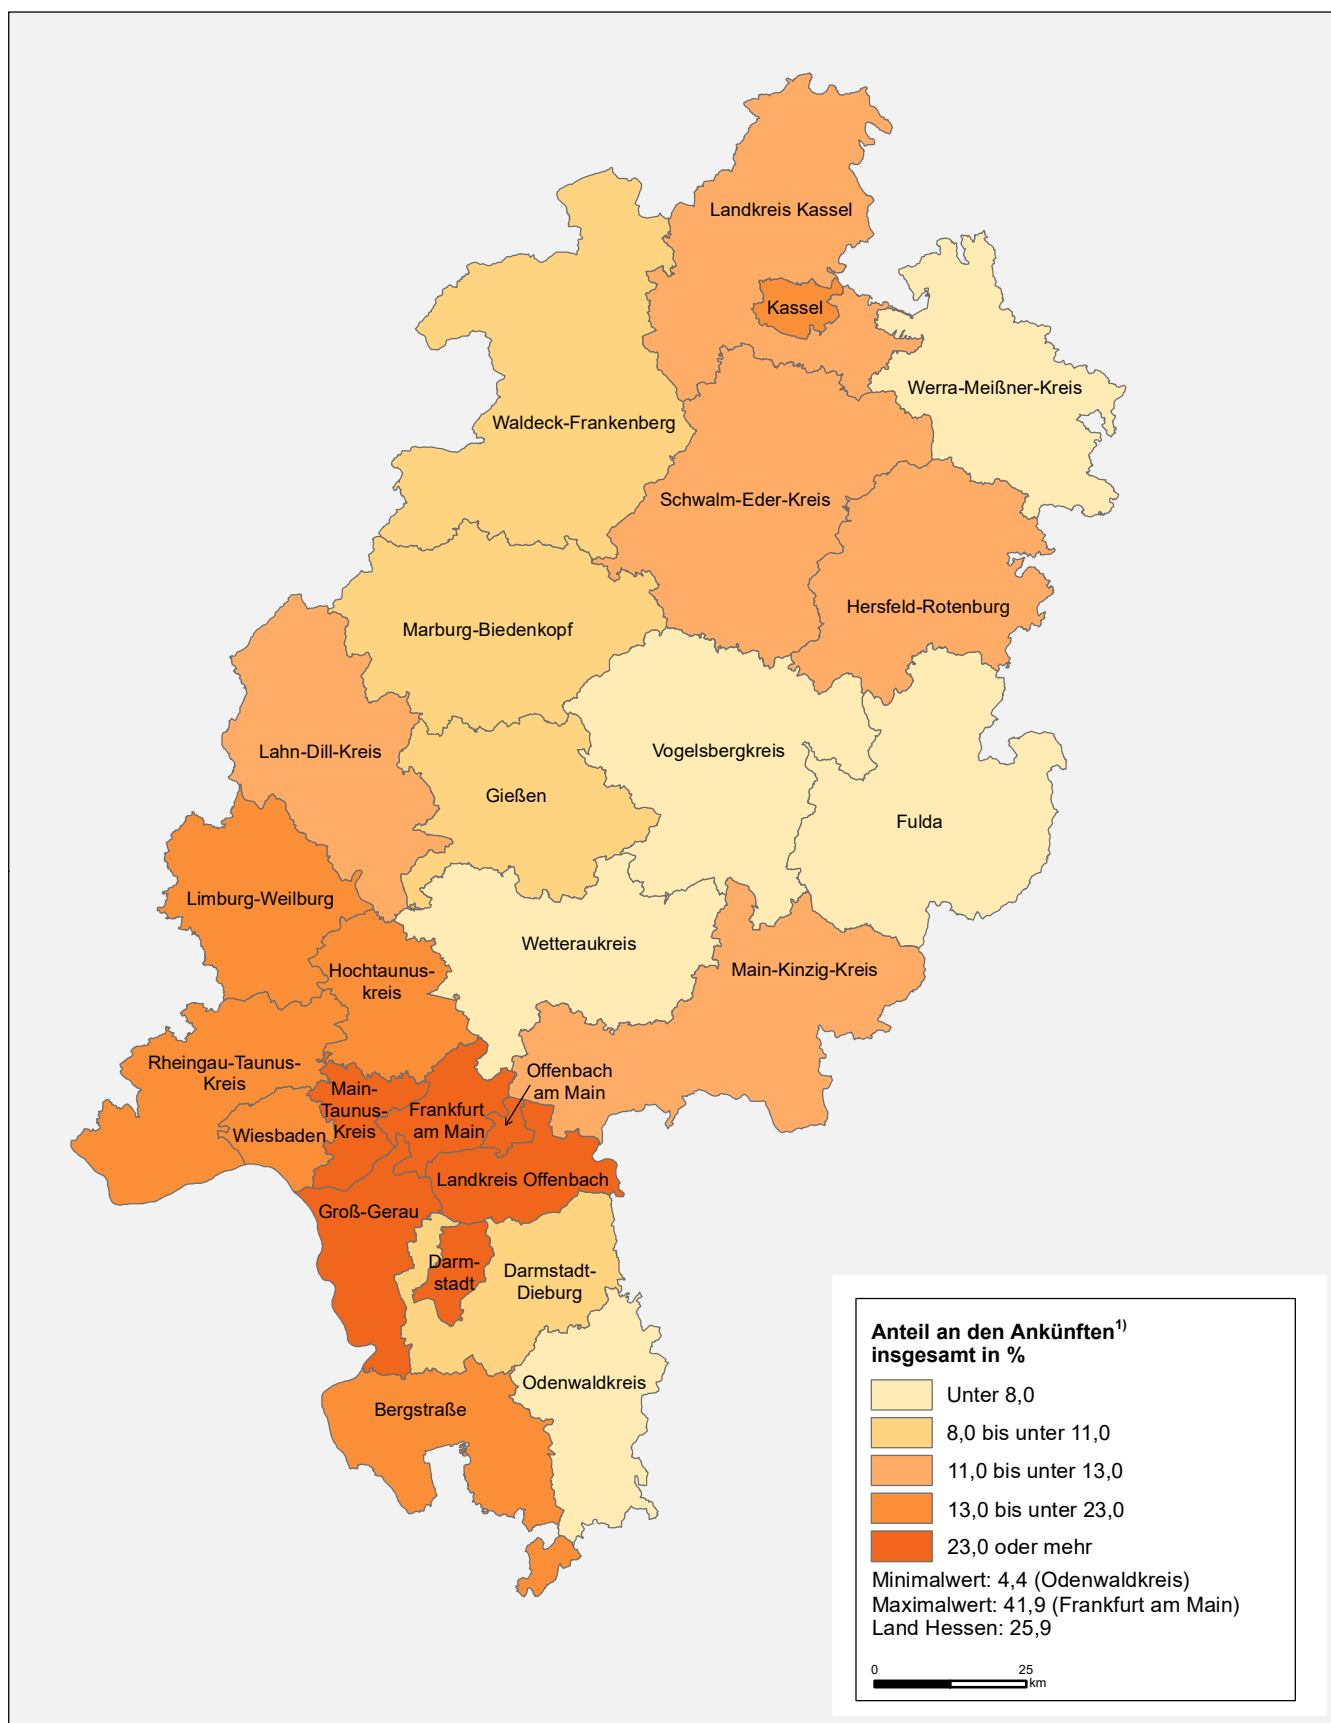 Landkreis Kassel
Kassel
Werra-Meißner-Kreis
Waldeck-Frankenberg
Schwalm-Eder-Kreis
Hersfeld-Rotenburg
Marburg-Biedenkopf
Lahn-Dill-Kreis
Vogelsbergkreis
Gießen
Fulda
Limburg-Weilburg
Wetteraukreis
Hochtaunus-
kreis
Main-Kinzig-Kreis
Rheingau-Taunus-
Kreis
Offenbach
am Main
Main-
Taunus-
Kreis
Frankfurt
am Main
Wiesbaden
Landkreis Offenbach
Groß-Gerau
Darm-
stadt
Darmstadt-
Dieburg
Odenwaldkreis
Bergstraße
Anteil an den Ankünften1)
insgesamt in %
Unter 8,0
8,0 bis unter 11,0
11,0 bis unter 13,0
13,0 bis unter 23,0
23,0 oder mehr
Minimalwert: 4,4 (Odenwaldkreis)
Maximalwert: 41,9 (Frankfurt am Main)
Land Hessen: 25,9
0 25
km